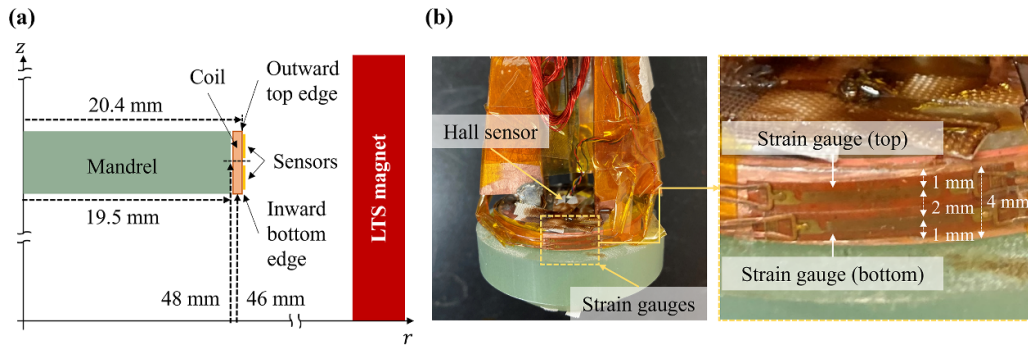 (a)
z
Coil
Outward
top edge
20.4 mm
Mandrel
Sensors
19.5 mm
Inward
bottom
edge
48 mm
46 mm
LTS magnet
r
(b)
Hall sensor
Strain gauges
Strain gauge (top)
1 mm
2 mm
4 mm
1 mm
Strain gauge (bottom)